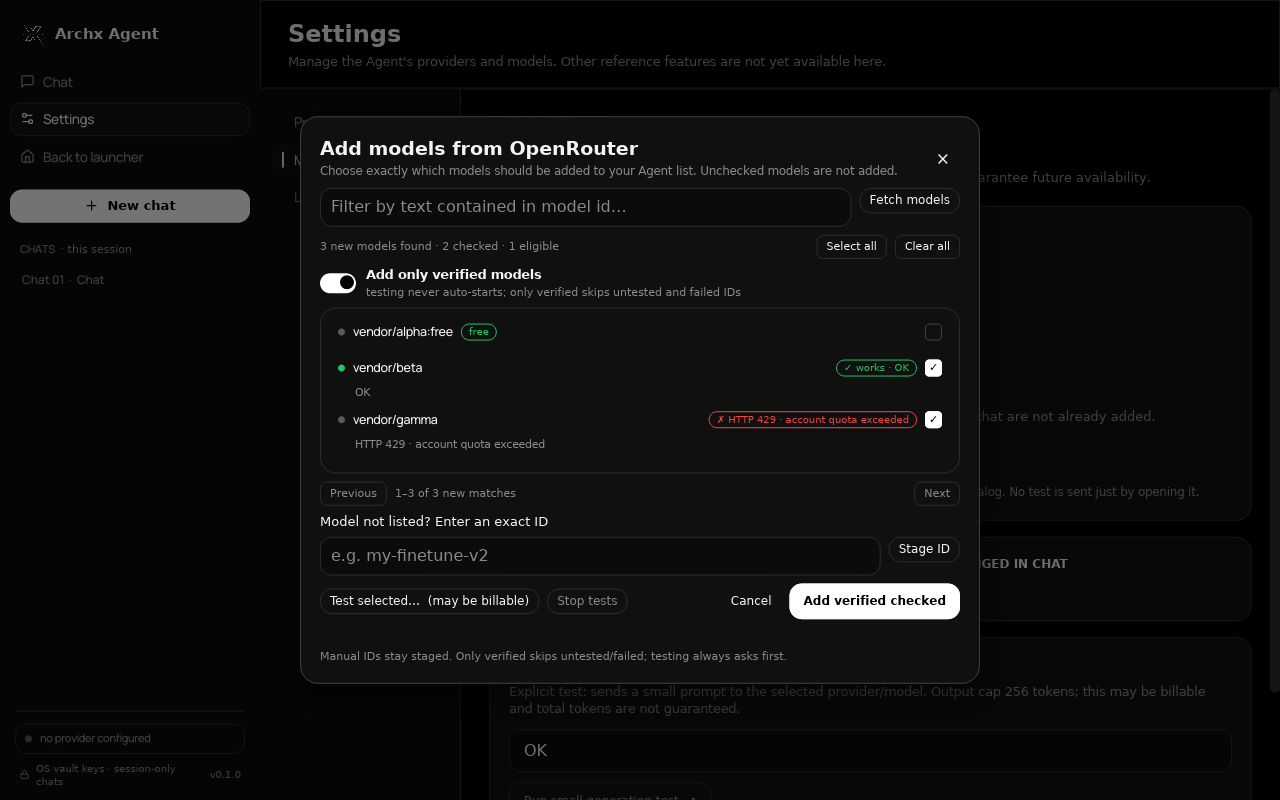 Archx Agent
Chat
Settings
Back to launcher
+ New chat
CHATS · this session
Chat 01 · Chat
no provider configured
OS vault keys · session-only chats
v0.1.0
Settings
Manage the Agent's providers and models. Other reference features are not yet available here.
Add models from OpenRouter
Choose exactly which models should be added to your Agent list. Unchecked models are not added.
×
Filter by text contained in model id…
Fetch models
3 new models found · 2 checked · 1 eligible
Select all
Clear all
Add only verified models
testing never auto-starts; only verified skips untested and failed IDs
vendor/alpha:free free
vendor/beta ✓ works · OK ✓
OK
vendor/gamma ✗ HTTP 429 · account quota exceeded ✓
HTTP 429 · account quota exceeded
Previous 1–3 of 3 new matches Next
Model not listed? Enter an exact ID
e.g. my-finetune-v2
Stage ID
Test selected… (may be billable)
Stop tests
Cancel
Add verified checked
Manual IDs stay staged. Only verified skips untested/failed; testing always asks first.
future availability.
that are not already added.
No test is sent just by opening it.
IN CHAT
Explicit test: sends a small prompt to the selected provider/model. Output cap 256 tokens; this may be billable
and total tokens are not guaranteed.
OK
Run small generation test